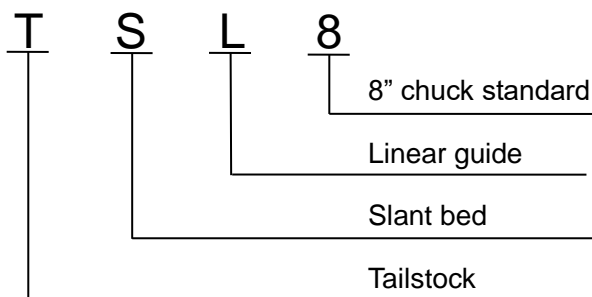 T S L 8
8” chuck standard
Linear guide
Slant bed
Tailstock